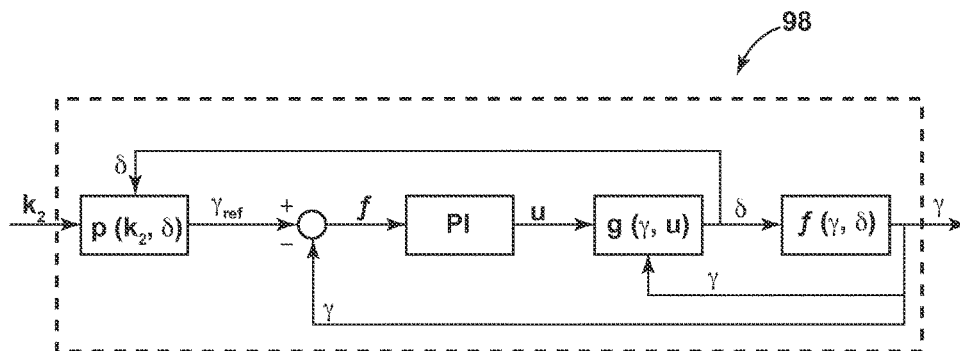 98
δ
k₂
p (k₂, δ)
γref
+
−
f
PI
u
g (γ, u)
δ
f (γ, δ)
γ
γ
γ